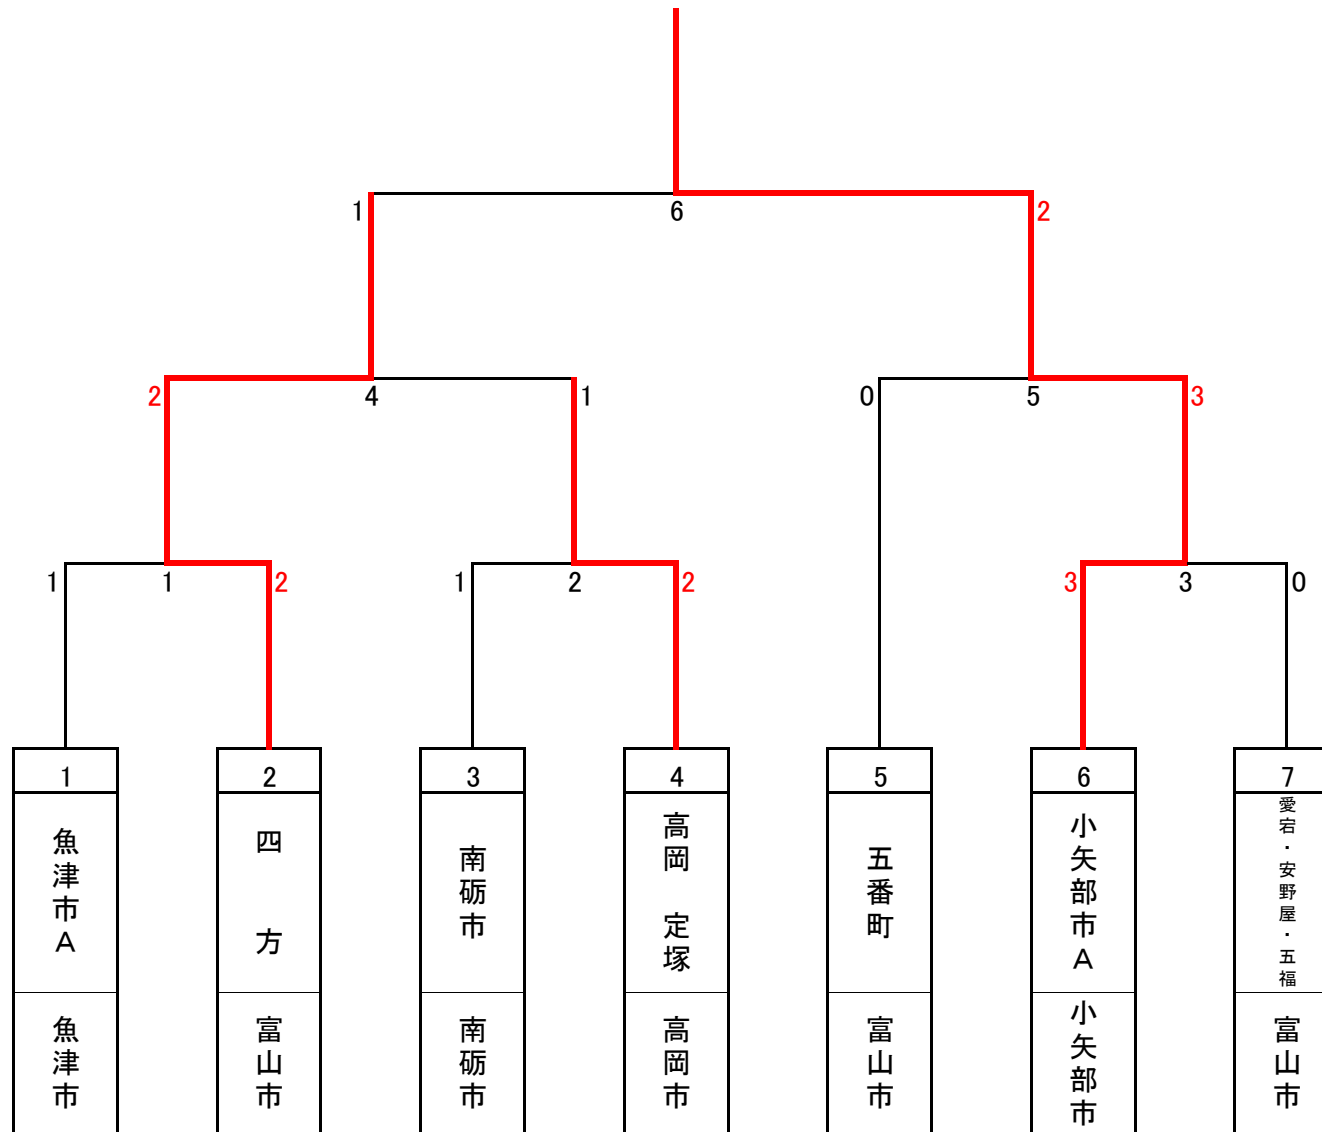 1 6 2
2 4 1 0 5 3
1 1 2 1 2 2 3 3 0
1 2 3 4 5 6 7
魚津市A
四 方
南砺市
高岡 定塚
五番町
小矢部市A
愛宕・安野屋・五福
魚津市
富山市
南砺市
高岡市
富山市
小矢部市
富山市